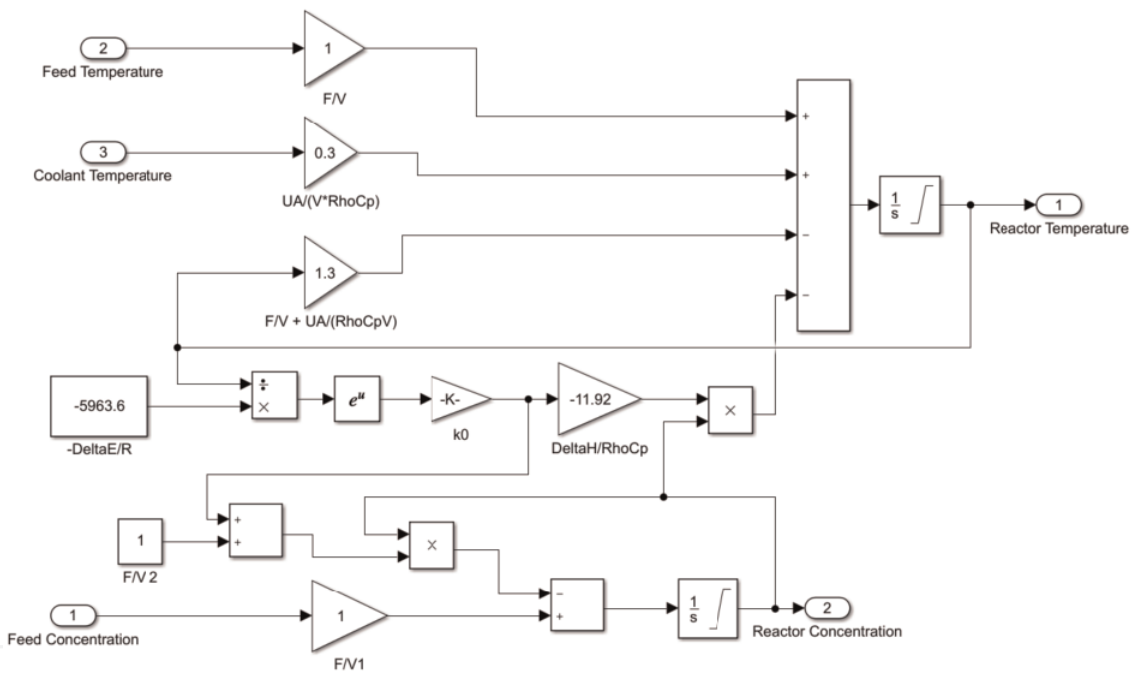 2
Feed Temperature
1
F/V
3
Coolant Temperature
0.3
UA/(V*RhoCp)
1.3
F/V + UA/(RhoCpV)
+
+
−
−
1
s
1
Reactor Temperature
-5963.6
-DeltaE/R
÷
×
eᵘ
-K-
k0
-11.92
DeltaH/RhoCp
×
+
+
1
F/V 2
×
1
Feed Concentration
1
F/V1
−
+
1
s
2
Reactor Concentration